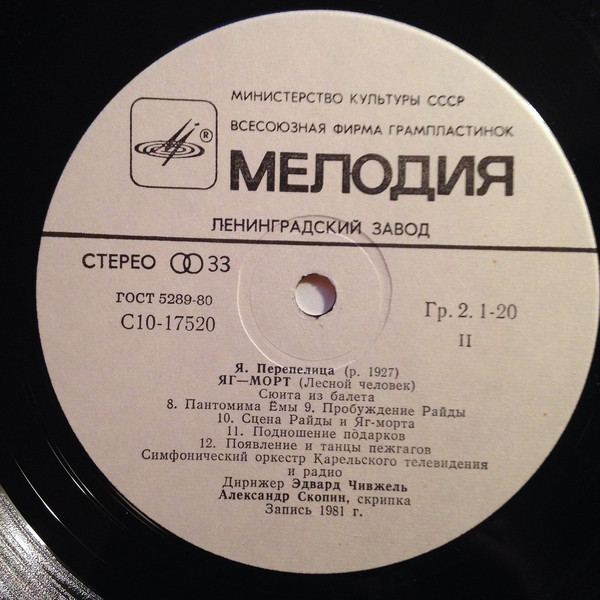 МИНИСТЕРСТВО КУЛЬТУРЫ СССР
ВСЕСОЮЗНАЯ ФИРМА ГРАМПЛАСТИНОК
®
МЕЛОДИЯ
ЛЕНИНГРАДСКИЙ ЗАВОД
СТЕРЕО 33
ГОСТ 5289-80
С10-17520
Гр. 2. 1-20
II
Я. Перепелица (р. 1927)
ЯГ—МОРТ (Лесной человек)
Сюита из балета
8. Пантомима Ёмы 9. Пробуждение Райды
10. Сцена Райды и Яг-морта
11. Подношение подарков
12. Появление и танцы пежгагов
Симфонический оркестр Карельского телевидения
и радио
Дирижер Эдвард Чивжель
Александр Скопин, скрипка
Запись 1981 г.